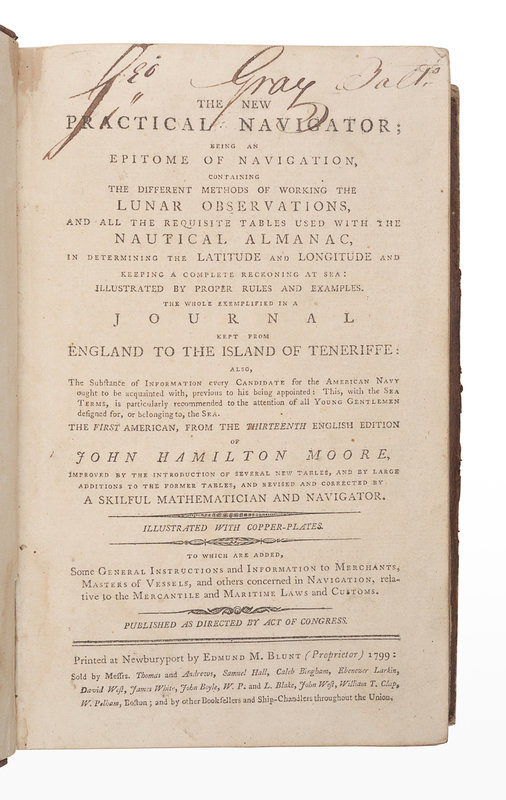 Geo Gray Balto
THE NEW
PRACTICAL NAVIGATOR;
BEING AN
EPITOME OF NAVIGATION,
CONTAINING
THE DIFFERENT METHODS OF WORKING THE
LUNAR OBSERVATIONS,
AND ALL THE REQUISITE TABLES USED WITH THE
NAUTICAL ALMANAC,
IN DETERMINING THE LATITUDE AND LONGITUDE AND
KEEPING A COMPLETE RECKONING AT SEA:
ILLUSTRATED BY PROPER RULES AND EXAMPLES.
THE WHOLE EXEMPLIFIED IN A
JOURNAL
KEPT FROM
ENGLAND TO THE ISLAND OF TENERIFFE:
ALSO,
The Subſtance of INFORMATION every CANDIDATE for the AMERICAN NAVY
ought to be acquainted with, previous to his being appointed: This, with the SEA
TERMS, is particularly recommended to the attention of all YOUNG GENTLEMEN
deſigned for, or belonging to, the SEA.
THE FIRST AMERICAN, FROM THE THIRTEENTH ENGLISH EDITION
OF
JOHN HAMILTON MOORE,
IMPROVED BY THE INTRODUCTION OF SEVERAL NEW TABLES, AND BY LARGE
ADDITIONS TO THE FORMER TABLES, AND REVISED AND CORRECTED BY
A SKILFUL MATHEMATICIAN AND NAVIGATOR.
ILLUSTRATED WITH COPPER-PLATES.
TO WHICH ARE ADDED,
Some GENERAL INSTRUCTIONS and INFORMATION to MERCHANTS,
MASTERS of VESSELS, and others concerned in NAVIGATION, rela-
tive to the MERCANTILE and MARITIME LAWS and CUSTOMS.
PUBLISHED AS DIRECTED BY ACT OF CONGRESS.
Printed at Newburyport by EDMUND M. BLUNT (Proprietor) 1799:
Sold by Meſſrs. Thomas and Andrews, Samuel Hall, Caleb Bingham, Ebenezer Larkin,
David Weſt, James White, John Boyle, W. P. and L. Blake, John Weſt, William T. Clap,
W. Pelham, Boſton; and by other Bookſellers and Ship-Chandlers throughout the Union.